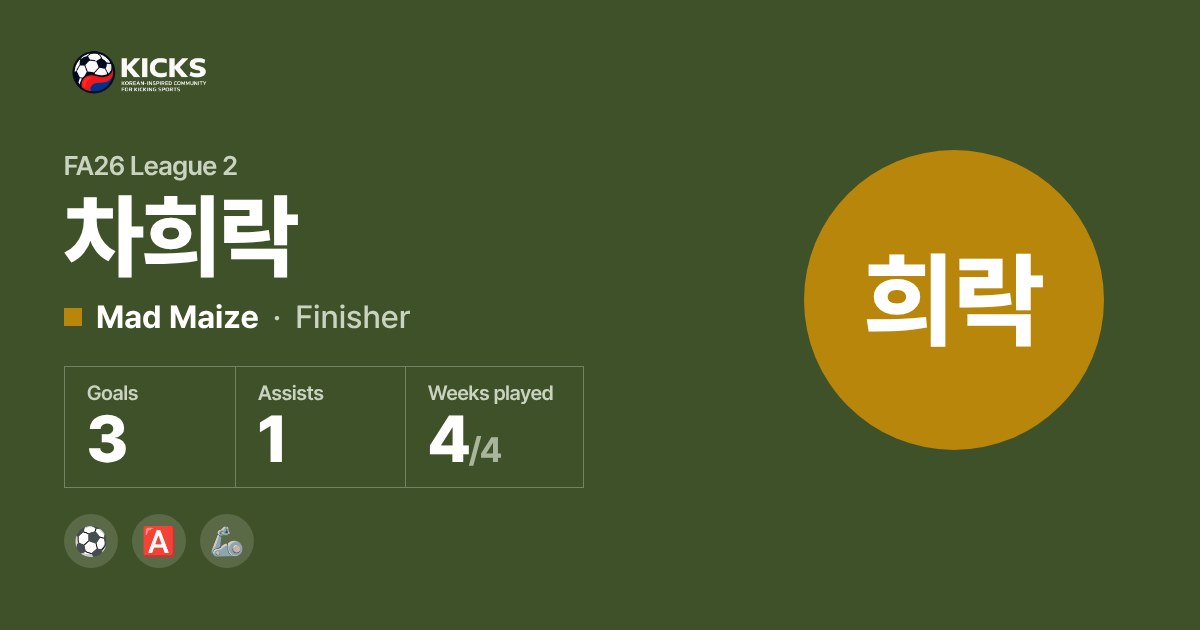 KICKS
KOREAN-INSPIRED COMMUNITY
FOR KICKING SPORTS
FA26 League 2
차희락
Mad Maize · Finisher
Goals
3
Assists
1
Weeks played
4/4
A
희락